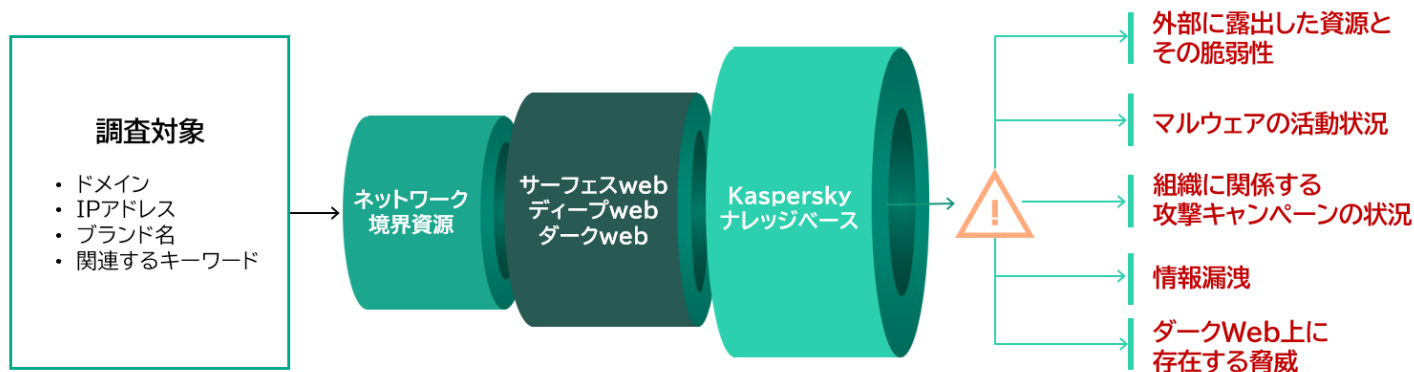 調査対象
• ドメイン
• IPアドレス
• ブランド名
• 関連するキーワード
ネットワーク
境界資源
サーフェスweb
ディープweb
ダークweb
Kaspersky
ナレッジベース
!
外部に露出した資源と
その脆弱性
マルウェアの活動状況
組織に関係する
攻撃キャンペーンの状況
情報漏洩
ダークWeb上に
存在する脅威